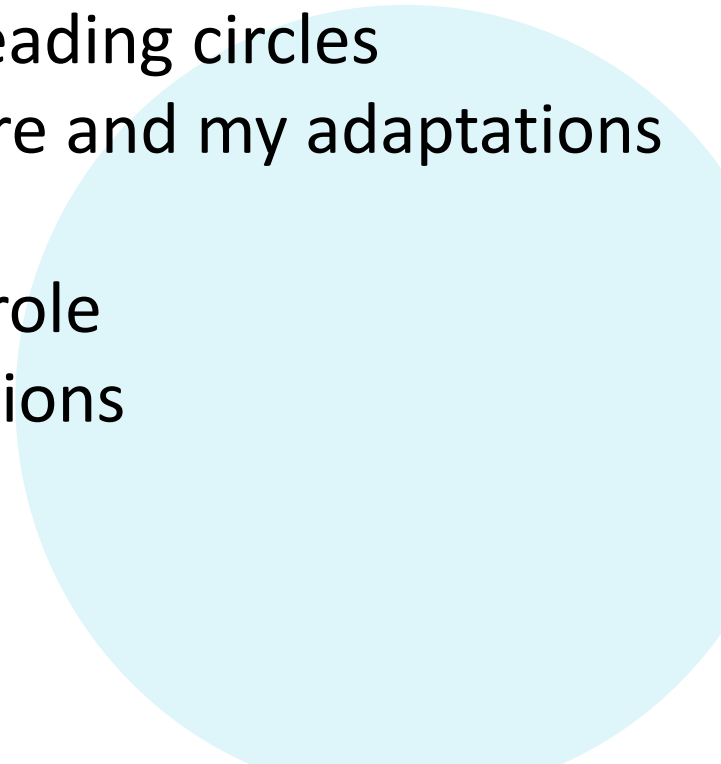 eading circles
re and my adaptations
role
ions